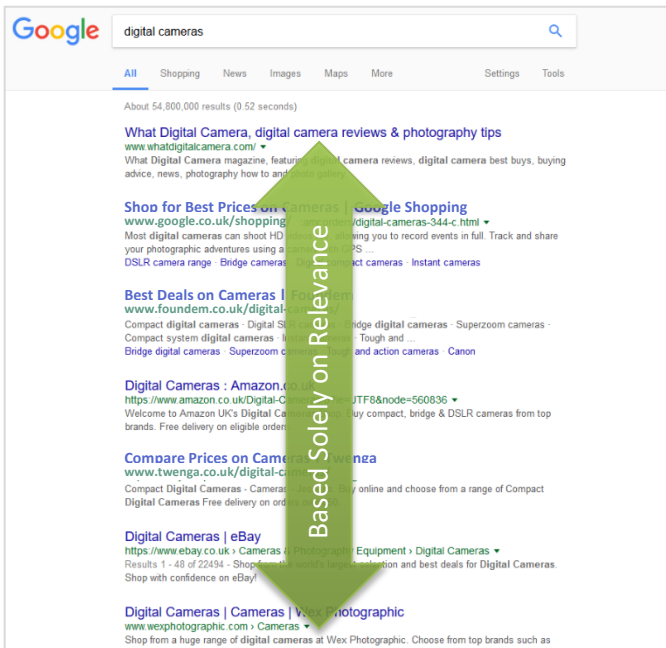 Google
digital cameras
All Shopping News Images Maps More Settings Tools
About 54,800,000 results (0.52 seconds)
What Digital Camera, digital camera reviews & photography tips
www.whatdigitalcamera.com/
What Digital Camera magazine, featuring digital camera reviews, digital camera best buys, buying
advice, news, photography how to and photo gallery
Shop for Best Prices on Cameras | Google Shopping
www.google.co.uk/shopping/ digital-cameras-344-c.html
Most digital cameras can shoot HD allowing you to record events in full. Track and share
your photographic adventures using a camera with GPS ...
DSLR camera range · Bridge cameras · Digital compact cameras · Instant cameras
Best Deals on Cameras | Foundem
www.foundem.co.uk/digital-cameras/
Compact digital cameras · Digital SLR cameras · Bridge digital cameras · Superzoom cameras ·
Compact system digital cameras · Instant cameras · Tough and ...
Bridge digital cameras · Superzoom cameras · Tough and action cameras · Canon
Digital Cameras : Amazon.co.uk
https://www.amazon.co.uk/Digital-Cameras UTF8&node=560836
Welcome to Amazon UK's Digital Camera Buy compact, bridge & DSLR cameras from top
brands. Free delivery on eligible orders
Compare Prices on Cameras | Twenga
www.twenga.co.uk/digital-cameras
Compact Digital Cameras - Cameras Buy online and choose from a range of Compact
Digital Cameras Free delivery on orders
Digital Cameras | eBay
https://www.ebay.co.uk › Cameras & Photography Equipment › Digital Cameras
Results 1 - 48 of 22494 - Shop from the world's largest selection and best deals for Digital Cameras.
Shop with confidence on eBay!
Digital Cameras | Cameras | Wex Photographic
www.wexphotographic.com › Cameras
Shop from a huge range of digital cameras at Wex Photographic. Choose from top brands such as
Based Solely on Relevance